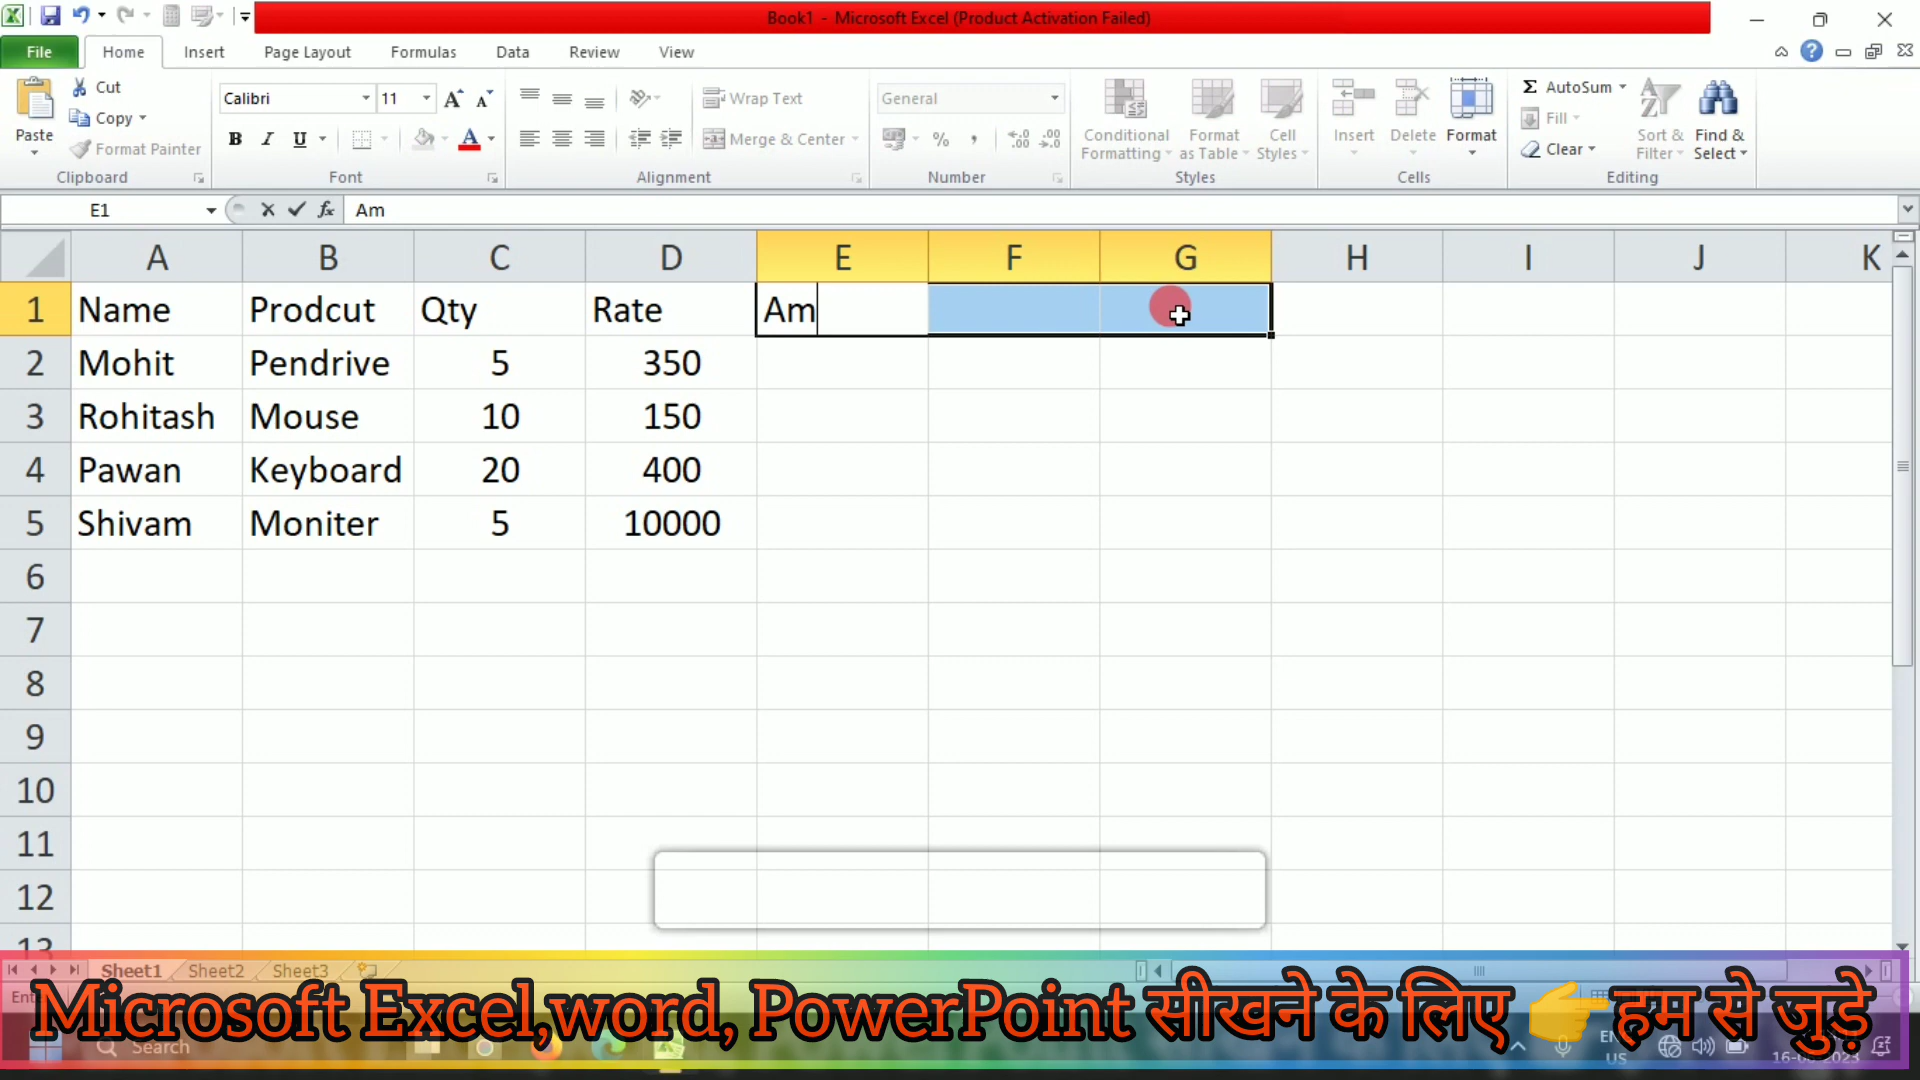 Book1 - Microsoft Excel (Product Activation Failed)
File Home Insert Page Layout Formulas Data Review View
Paste Cut Copy Format Painter
Calibri 11
B I U
Wrap Text
Merge & Center
General
Conditional Formatting
Format as Table
Cell Styles
Insert Delete Format
Σ AutoSum
Fill
Clear
Sort & Filter
Find & Select
Clipboard Font Alignment Number Styles Cells Editing
E1 fx Am
A B C D E F G H I J K
1 Name Prodcut Qty Rate Am
2 Mohit Pendrive 5 350
3 Rohitash Mouse 10 150
4 Pawan Keyboard 20 400
5 Shivam Moniter 5 10000
6
7
8
9
10
11
12
13
Sheet1 Sheet2 Sheet3
Microsoft Excel,word, PowerPoint सीखने के लिए 👉हम से जुड़े
Search
US